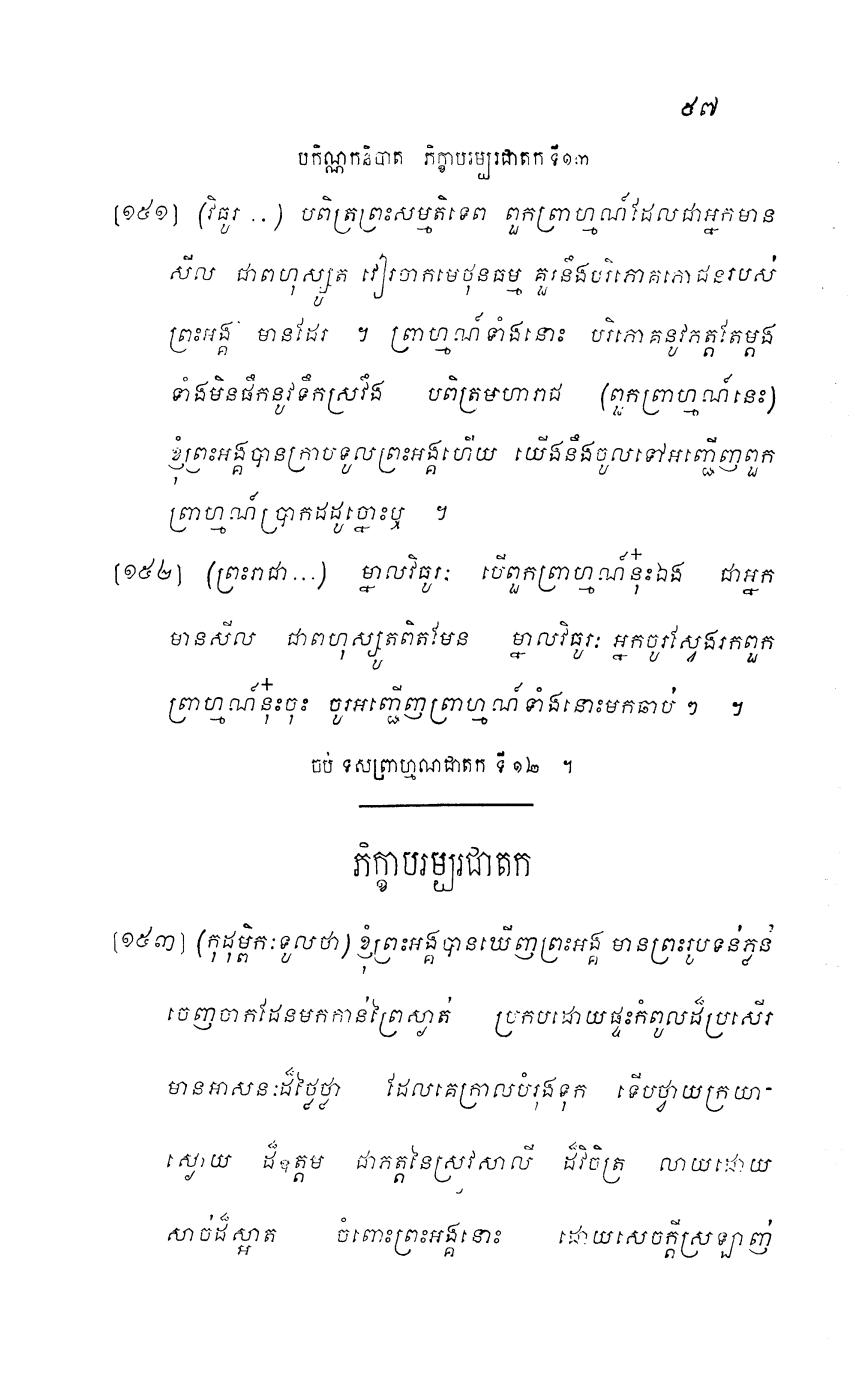 ៥៧
បកិណ្ណកនិបាត ភិក្ខាបរម្បរជាតក ទី១.៣
[១៥១] (វិធូរ ..) បពិត្រព្រះសម្មតិទេព ពួកព្រាហ្មណ៍ដែលជាអ្នកមាន
សីល ជាពហុស្សូត វៀរចាកមេថុនធម្ម គួរនឹងបរិភោគភោជនរបស់
ព្រះអង្គ មានដែរ ។ ព្រាហ្មណ៍ទាំងនោះ បរិភោគនូវភត្តតែម្តង
ទាំងមិនផឹកនូវទឹកស្រវឹង បពិត្រមហារាជ (ពួកព្រាហ្មណ៍នេះ)
ខ្ញុំព្រះអង្គបានក្រាបទូលព្រះអង្គហើយ យើងនឹងចូលទៅអញ្ជើញពួក
ព្រាហ្មណ៍ប្រាកដដូច្នោះឬ ។
[១៥២] (ព្រះរាជា...) ម្នាលវិធូរៈ បើពួកព្រាហ្មណ៍នុ៎ះឯង ជាអ្នក
មានសីល ជាពហុស្សូតពិតមែន ម្នាលវិធូរៈ អ្នកចូរស្វែងរកពួក
ព្រាហ្មណ៍នុ៎ះចុះ ចូរអញ្ជើញព្រាហ្មណ៍ទាំងនោះមកឆាប់ ៗ ។
ចប់ ទសព្រាហ្មណជាតក ទី ១២ ។
ភិក្ខាបរម្បរជាតក
[១៥៣] (កុដុម្ពិកៈទូលថា) ខ្ញុំព្រះអង្គបានឃើញព្រះអង្គ មានព្រះរូបទន់ភ្លន់
ចេញចាកដែនមកកាន់ព្រៃស្ងាត់ ប្រកបដោយផ្ទះកំពូលដ៏ប្រសើរ
មានអាសនៈដ៏ថ្លៃថ្លា ដែលគេក្រាលបំរុងទុក ទើបថ្វាយក្រយា-
ស្ងោយ ដ៏ឧត្តម ជាភត្តនៃស្រូវសាលី ដ៏វិចិត្រ លាយដោយ
សាច់ដ៏ស្អាត ចំពោះព្រះអង្គនោះ ដោយសេចក្តីស្រឡាញ់